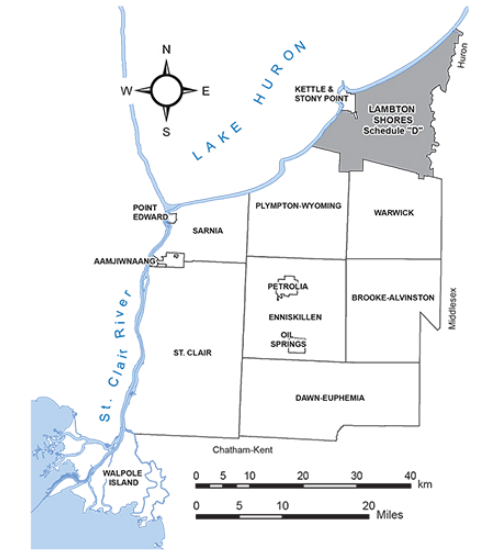 N
W
E
S
LAKE HURON
Huron
KETTLE &
STONY POINT
LAMBTON
SHORES
Schedule "D"
POINT
EDWARD
SARNIA
PLYMPTON-WYOMING
WARWICK
AAMJIWNAANG
St. Clair River
PETROLIA
ENNISKILLEN
OIL
SPRINGS
BROOKE-ALVINSTON
Middlesex
ST. CLAIR
DAWN-EUPHEMIA
Chatham-Kent
WALPOLE
ISLAND
0 5 10 20 30 40
km
0 5 10 20
Miles